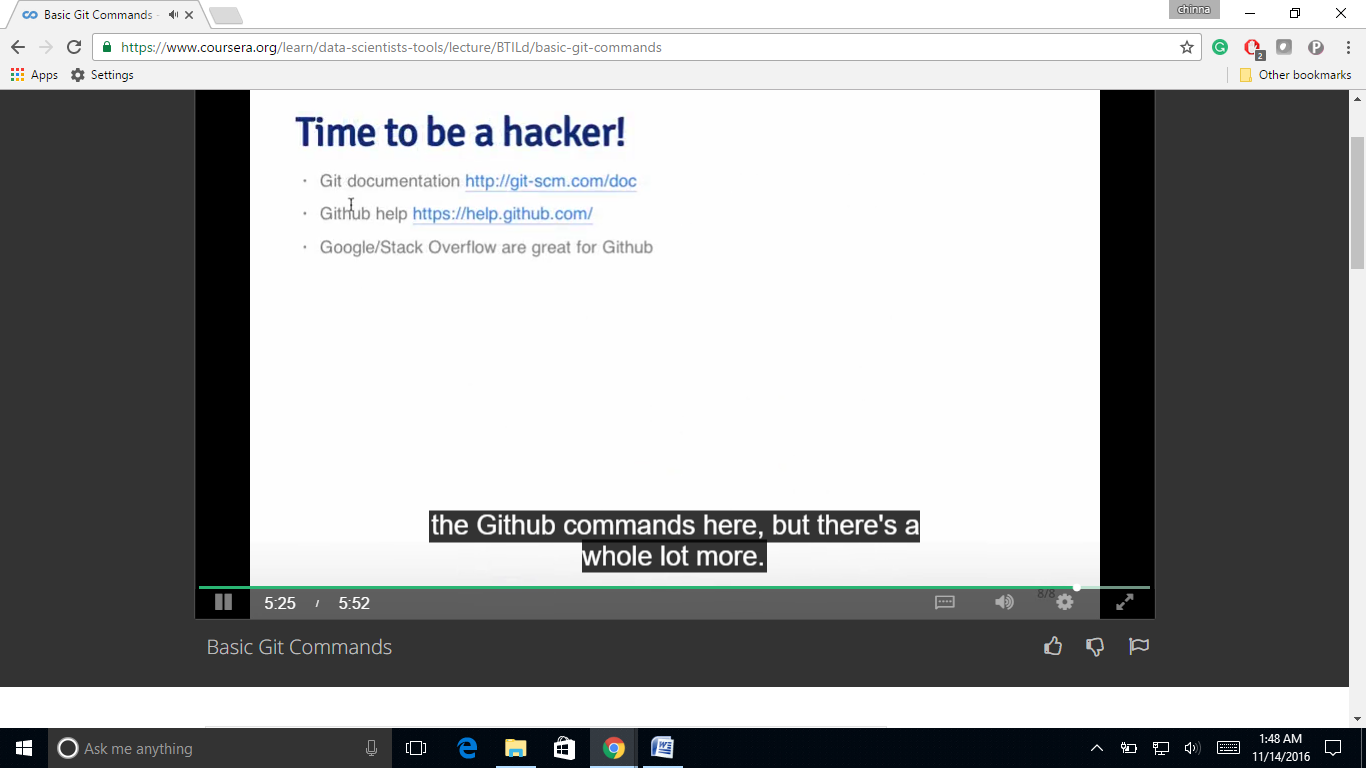 Basic Git Commands -
chinna
https://www.coursera.org/learn/data-scientists-tools/lecture/BTILd/basic-git-commands
2
P
Apps
Settings
Other bookmarks
Time to be a hacker!
· Git documentation http://git-scm.com/doc
· Github help https://help.github.com/
· Google/Stack Overflow are great for Github
the Github commands here, but there's a
whole lot more.
8/8
5:25 / 5:52
Basic Git Commands
Ask me anything
1:48 AM
11/14/2016